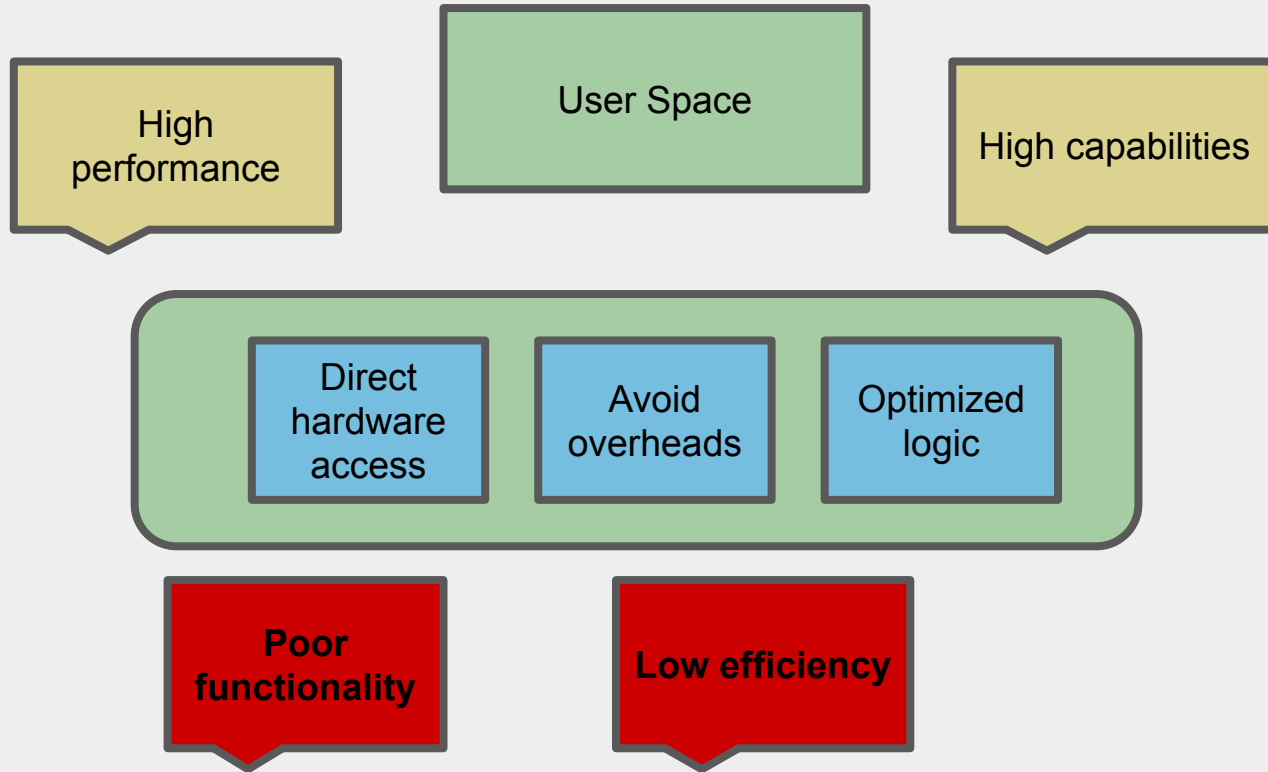 User Space
High
performance
High capabilities
Direct
hardware
access
Avoid
overheads
Optimized
logic
Poor
functionality
Low efficiency